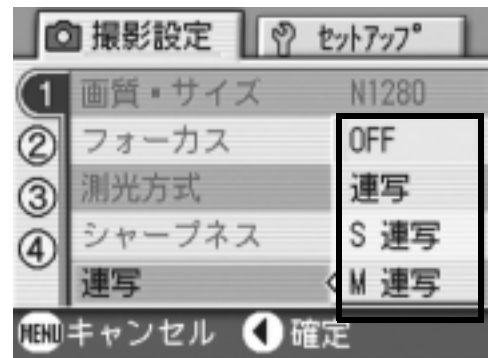 撮影設定 セットアップ
1 画質・サイズ N1280
2 フォーカス OFF
3 測光方式 連写
4 シャープネス S 連写
連写 M 連写
MENU キャンセル 確定